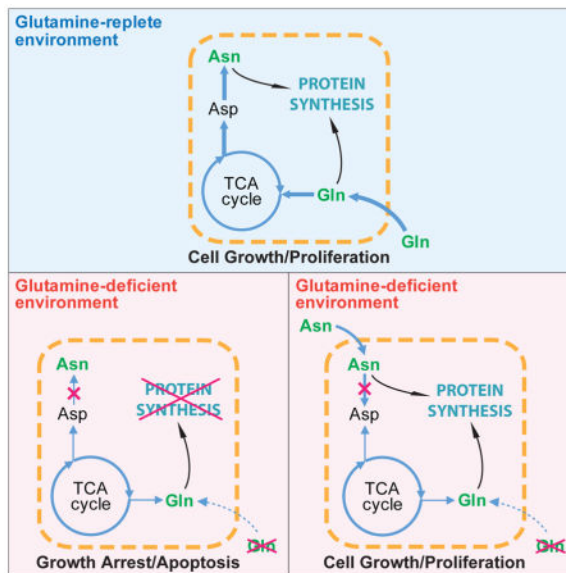 Glutamine-replete
environment
Asn
PROTEIN
SYNTHESIS
Asp
TCA
cycle
Gln
Gln
Cell Growth/Proliferation
Glutamine-deficient
environment
Asn
PROTEIN
SYNTHESIS
Asp
TCA
cycle
Gln
Gln
Growth Arrest/Apoptosis
Glutamine-deficient
environment
Asn
Asn
PROTEIN
SYNTHESIS
Asp
TCA
cycle
Gln
Gln
Cell Growth/Proliferation